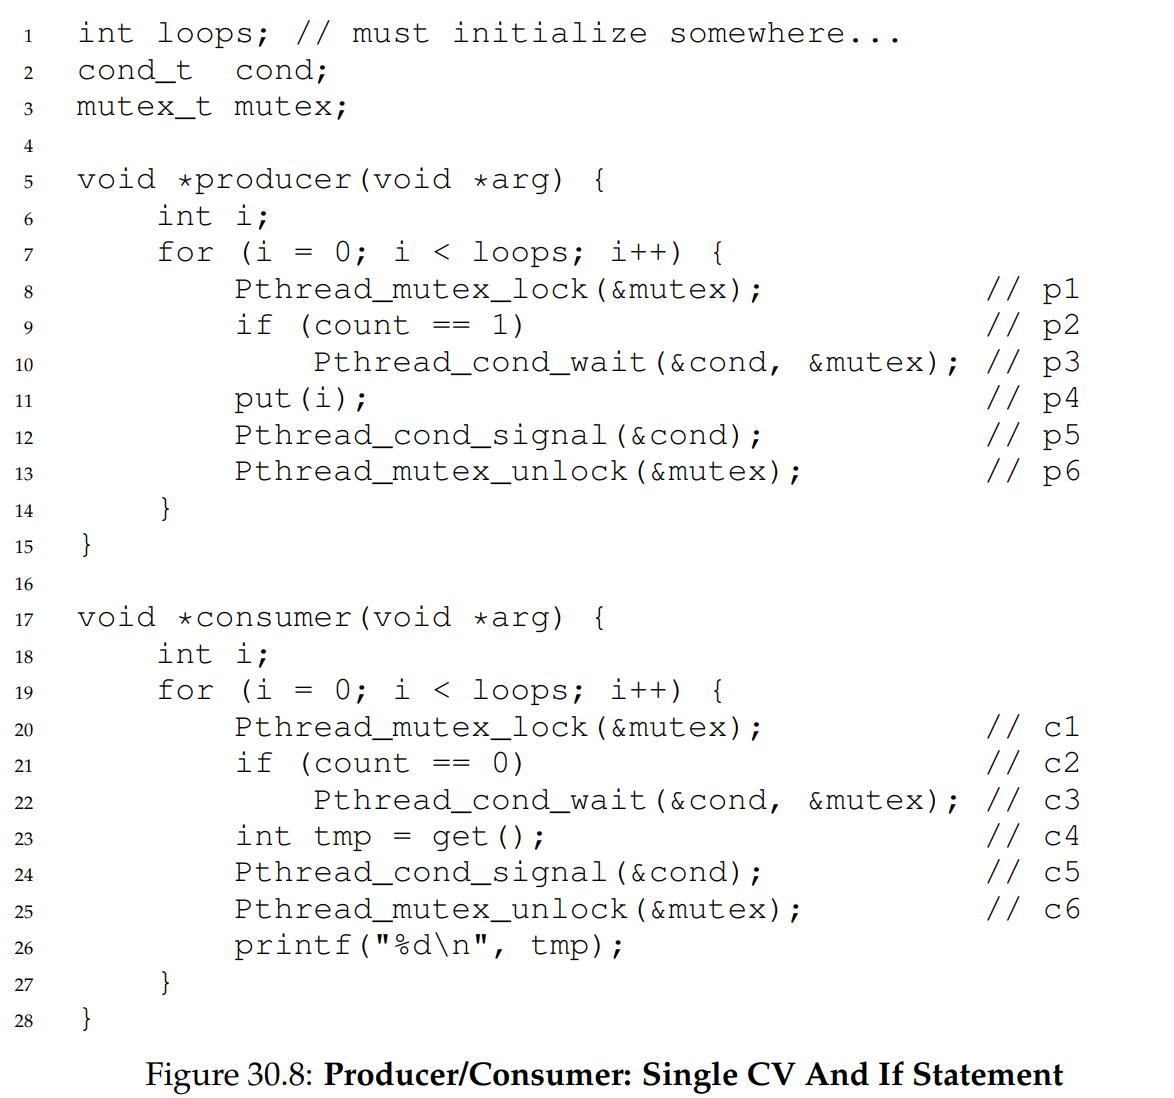 1 int loops; // must initialize somewhere...
2 cond_t  cond;
3 mutex_t mutex;
4
5 void *producer(void *arg) {
6     int i;
7     for (i = 0; i < loops; i++) {
8         Pthread_mutex_lock(&mutex);           // p1
9         if (count == 1)                       // p2
10             Pthread_cond_wait(&cond, &mutex); // p3
11         put(i);                               // p4
12         Pthread_cond_signal(&cond);           // p5
13         Pthread_mutex_unlock(&mutex);         // p6
14     }
15 }
16
17 void *consumer(void *arg) {
18     int i;
19     for (i = 0; i < loops; i++) {
20         Pthread_mutex_lock(&mutex);           // c1
21         if (count == 0)                       // c2
22             Pthread_cond_wait(&cond, &mutex); // c3
23         int tmp = get();                      // c4
24         Pthread_cond_signal(&cond);           // c5
25         Pthread_mutex_unlock(&mutex);         // c6
26         printf("%d\n", tmp);
27     }
28 }
Figure 30.8: Producer/Consumer: Single CV And If Statement